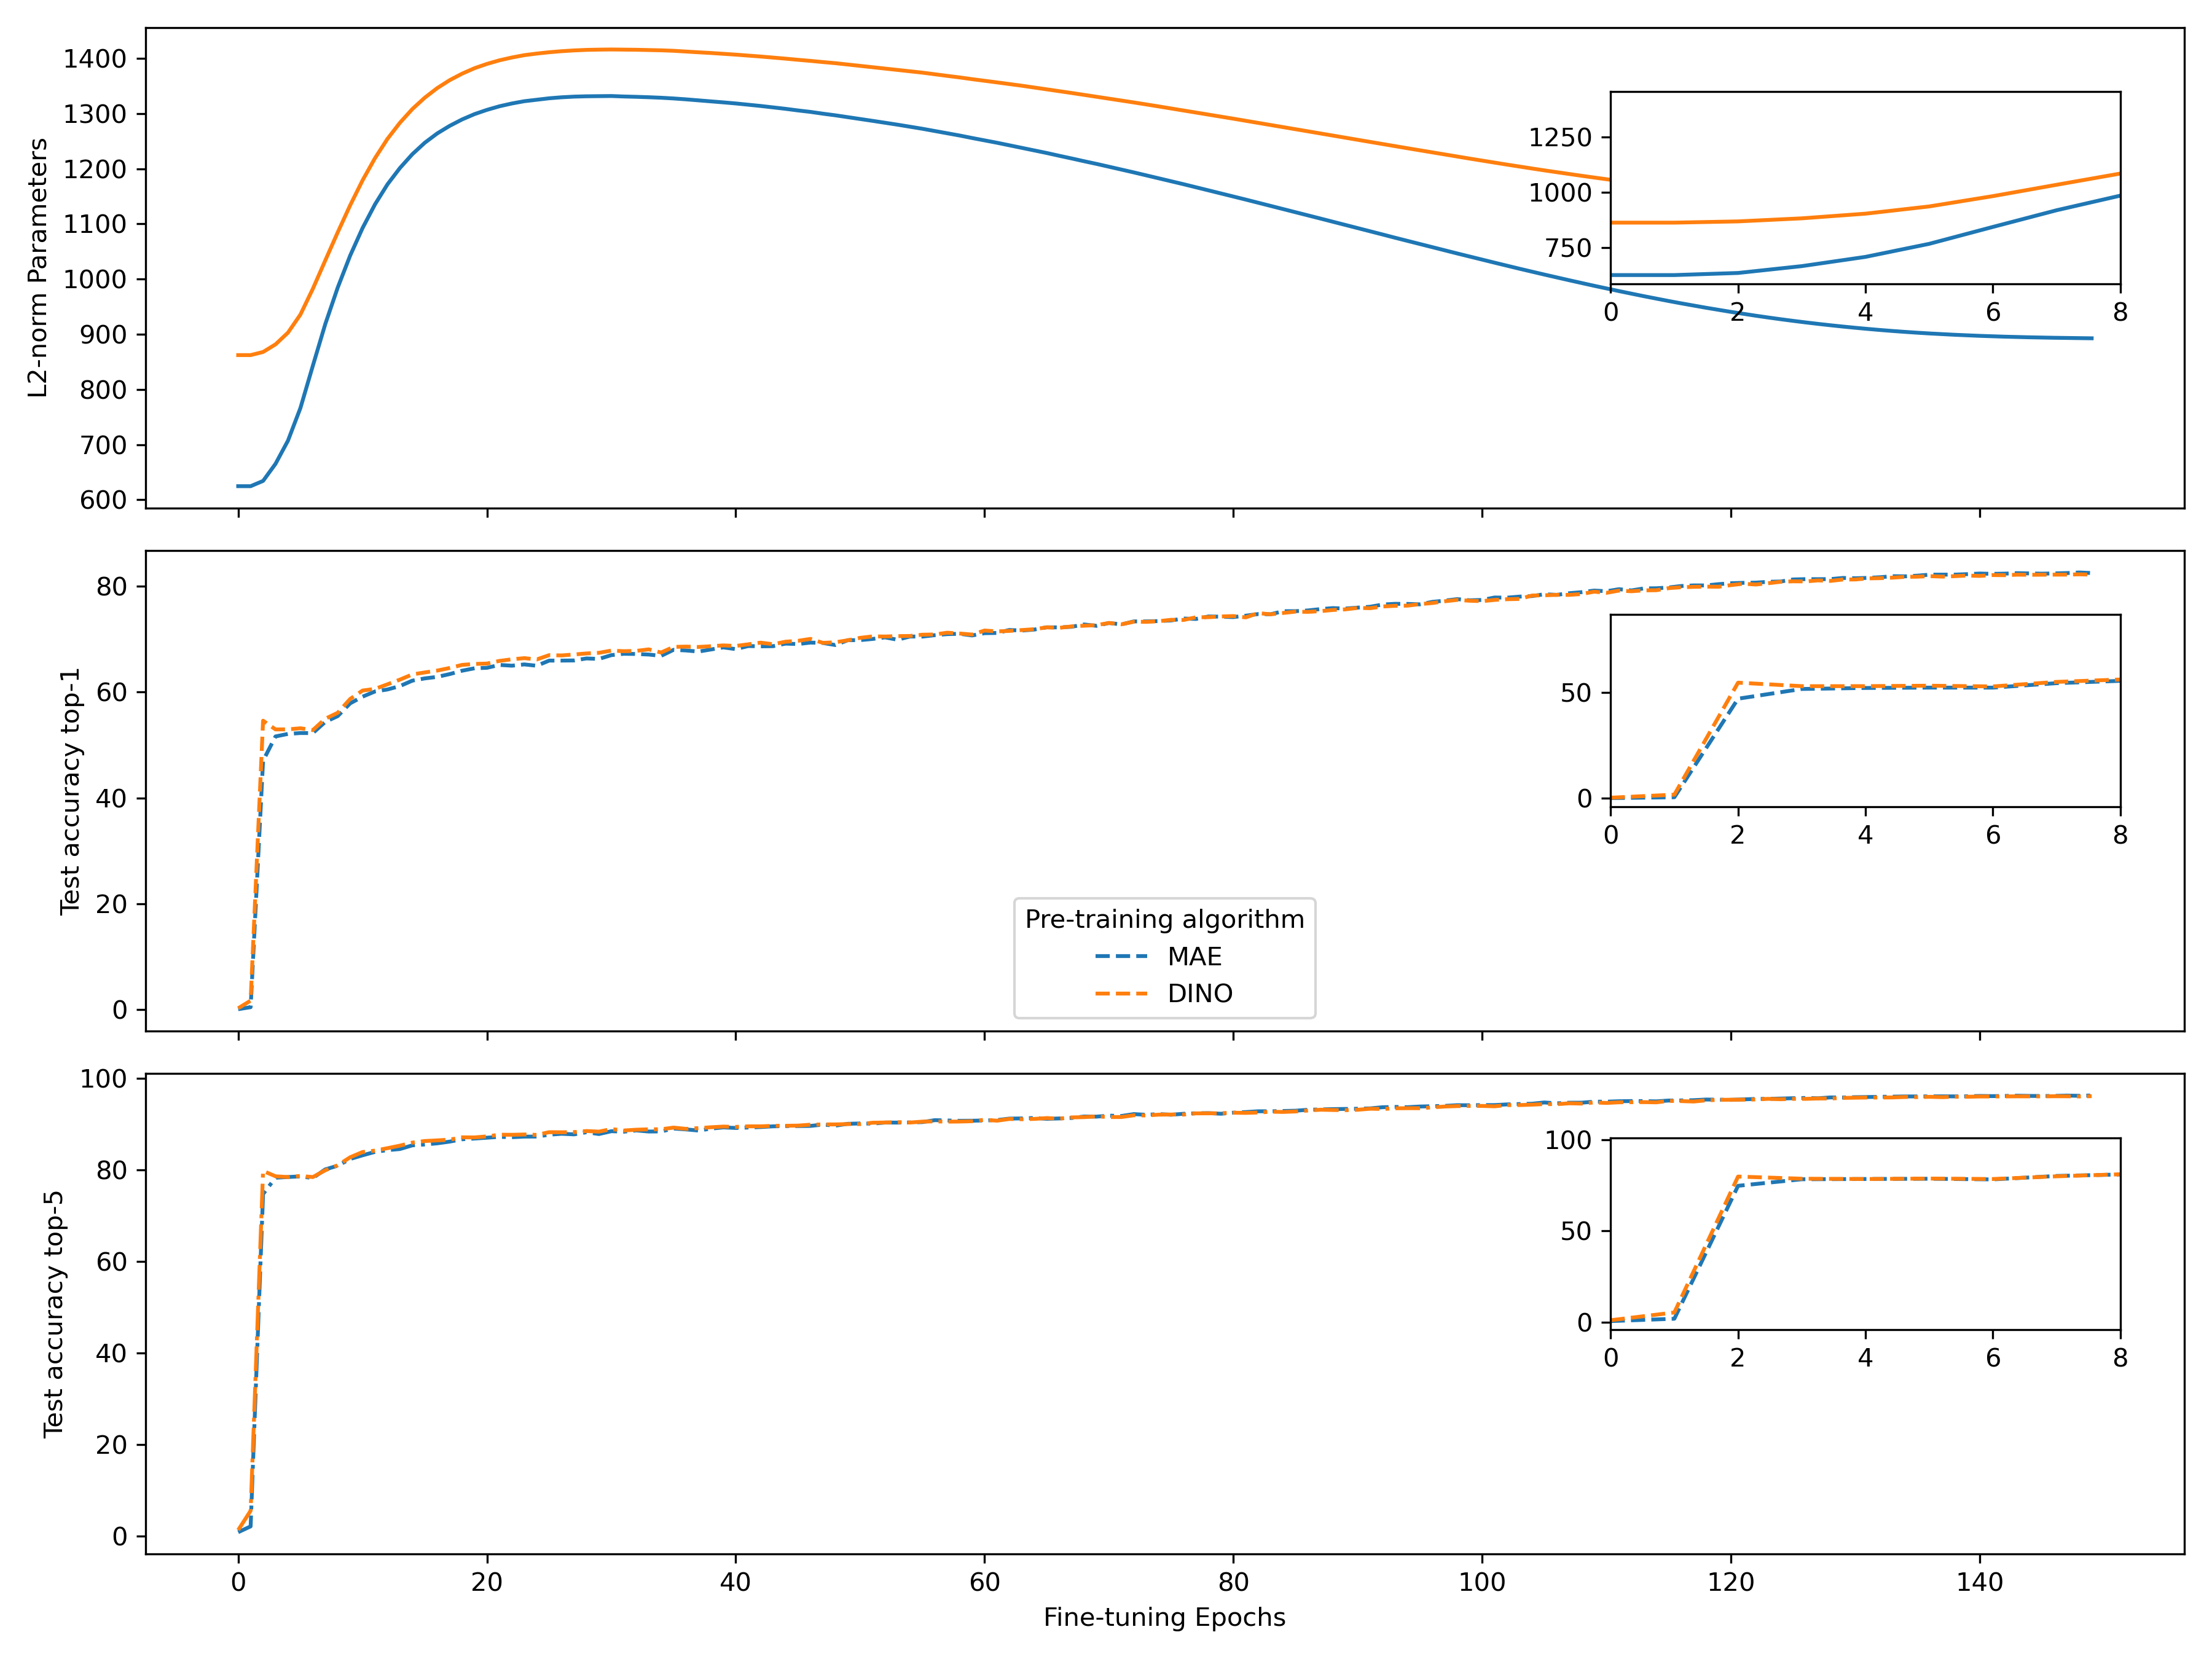 L2-norm Parameters
1400
1300
1200
1100
1000
900
800
700
600
1250
1000
750
0 2 4 6 8
Test accuracy top-1
80
60
40
20
0
50
0
0 2 4 6 8
Pre-training algorithm
MAE
DINO
Test accuracy top-5
100
80
60
40
20
0
100
50
0
0 2 4 6 8
0 20 40 60 80 100 120 140
Fine-tuning Epochs